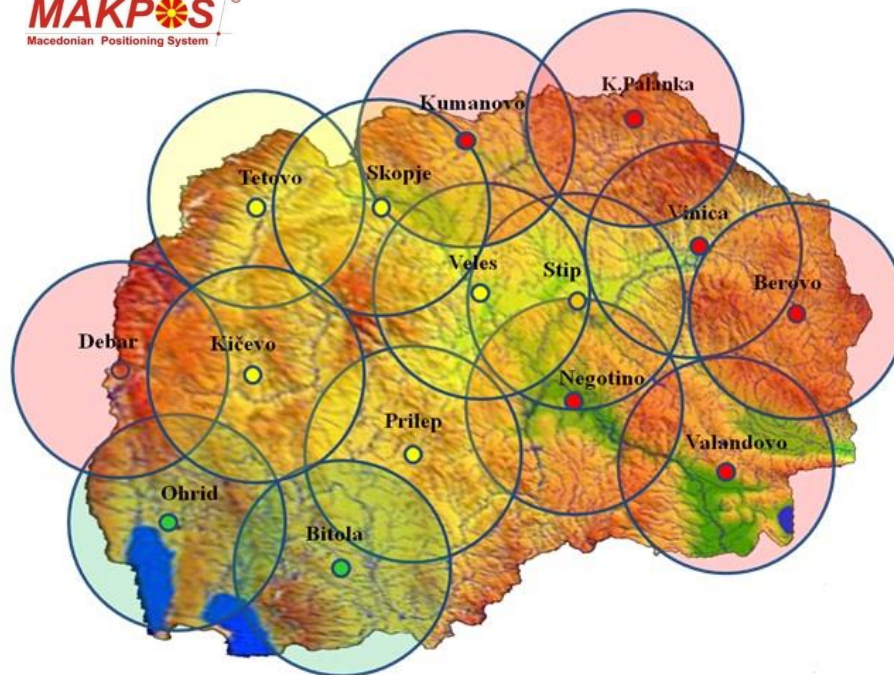 MAKPOS
Macedonian Positioning System
K.Palanka
Kumanovo
Tetovo
Skopje
Vinica
Veles
Stip
Berovo
Debar
Kičevo
Negotino
Prilep
Valandovo
Ohrid
Bitola